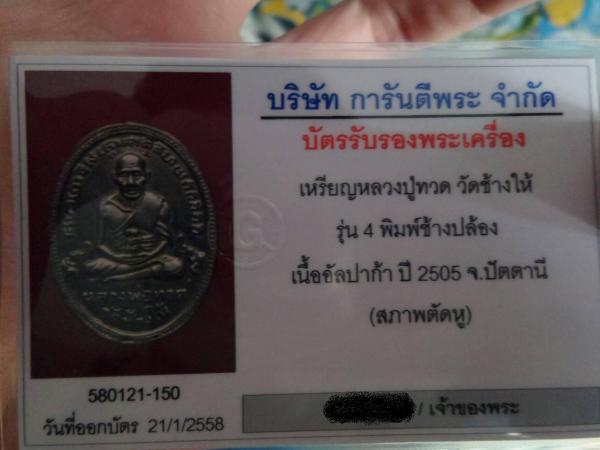 บริษัท การันตีพระ จำกัด
บัตรรับรองพระเครื่อง
เหรียญหลวงปู่ทวด วัดช้างให้
รุ่น 4 พิมพ์ช้างปล้อง
เนื้ออัลปาก้า ปี 2505 จ.ปัตตานี
(สภาพตัดหู)
G
580121-150
วันที่ออกบัตร 21/1/2558
/ เจ้าของพระ